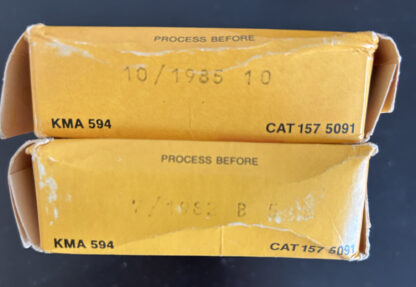 PROCESS BEFORE
10/1985 10
KMA 594 CAT 157 5091
PROCESS BEFORE
B
KMA 594 CAT 157 5091